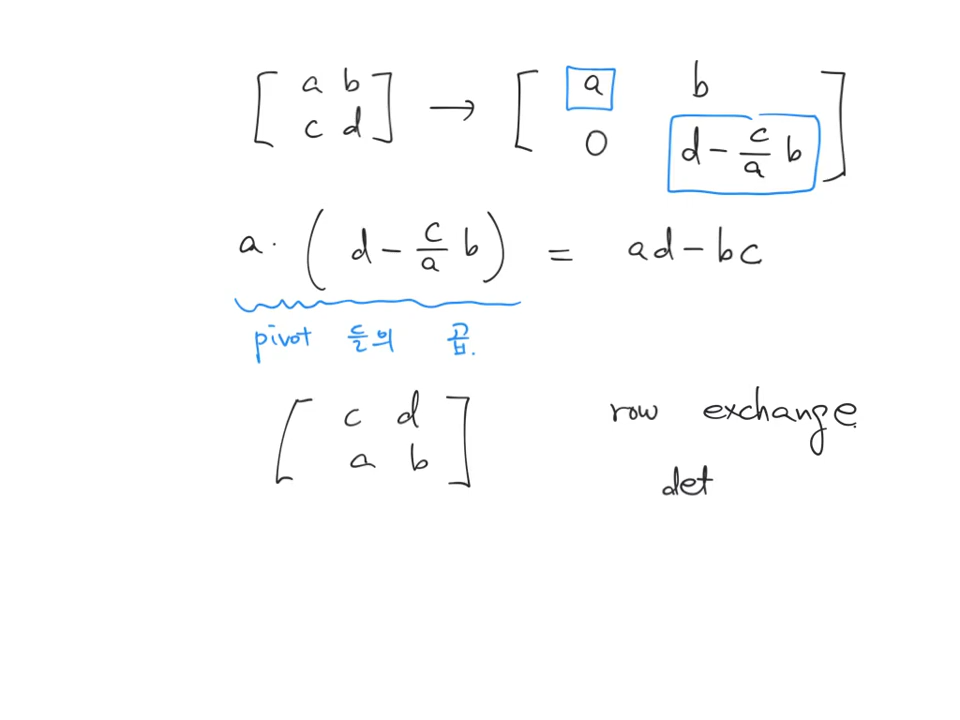 [ a b ; c d ] → [ a b ; 0 d − c/a b ]
a · ( d − c/a b ) = ad − bc
pivot 들의 곱.
[ c d ; a b ] row exchange
det